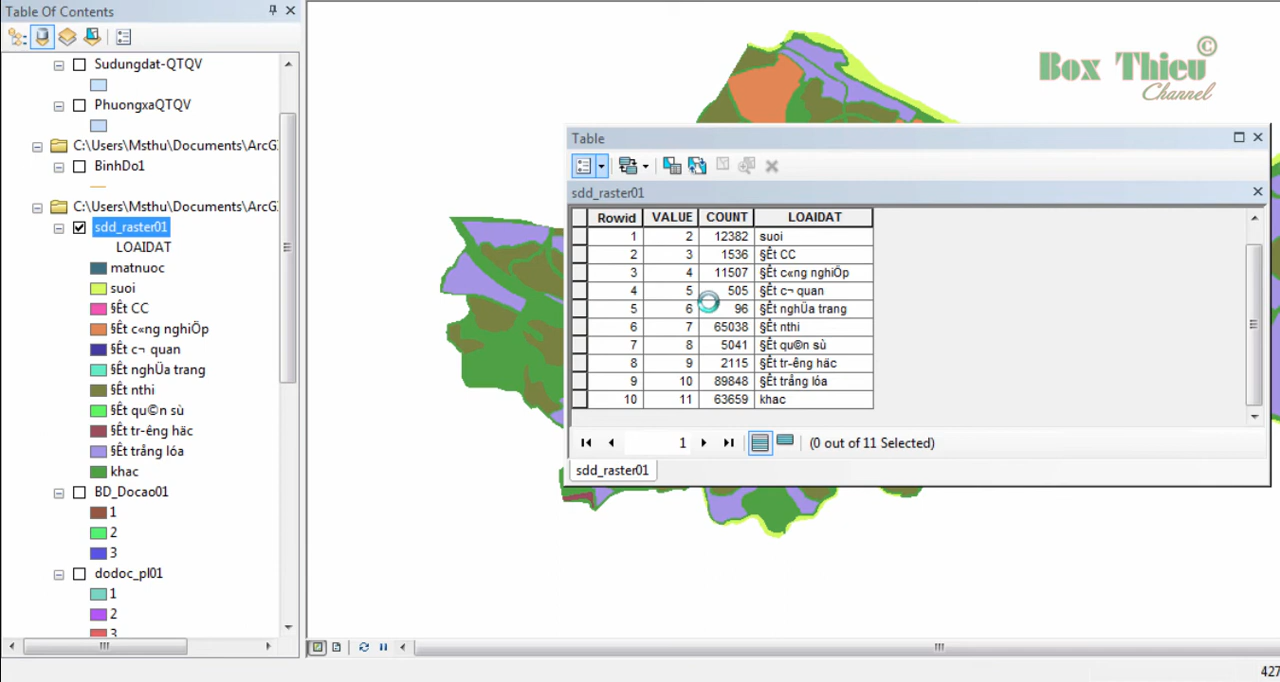 Table Of Contents
Sudungdat-QTQV
PhuongxaQTQV
C:\Users\Msthu\Documents\ArcG
BinhDo1
C:\Users\Msthu\Documents\ArcG
sdd_raster01
LOAIDAT
matnuoc
suoi
§Êt CC
§Êt c«ng nghiÖp
§Êt c¬ quan
§Êt nghÜa trang
§Êt nthi
§Êt qu©n sù
§Êt tr-êng häc
§Êt trång lóa
khac
BD_Docao01
1
2
3
dodoc_pl01
1
2
3
Box Thieu ©
Channel
Table
sdd_raster01
Rowid VALUE COUNT LOAIDAT
1 2 12382 suoi
2 3 1536 §Êt CC
3 4 11507 §Êt c«ng nghiÖp
4 5 505 §Êt c¬ quan
5 6 96 §Êt nghÜa trang
6 7 65038 §Êt nthi
7 8 5041 §Êt qu©n sù
8 9 2115 §Êt tr-êng häc
9 10 89848 §Êt trång lóa
10 11 63659 khac
1 (0 out of 11 Selected)
sdd_raster01
427